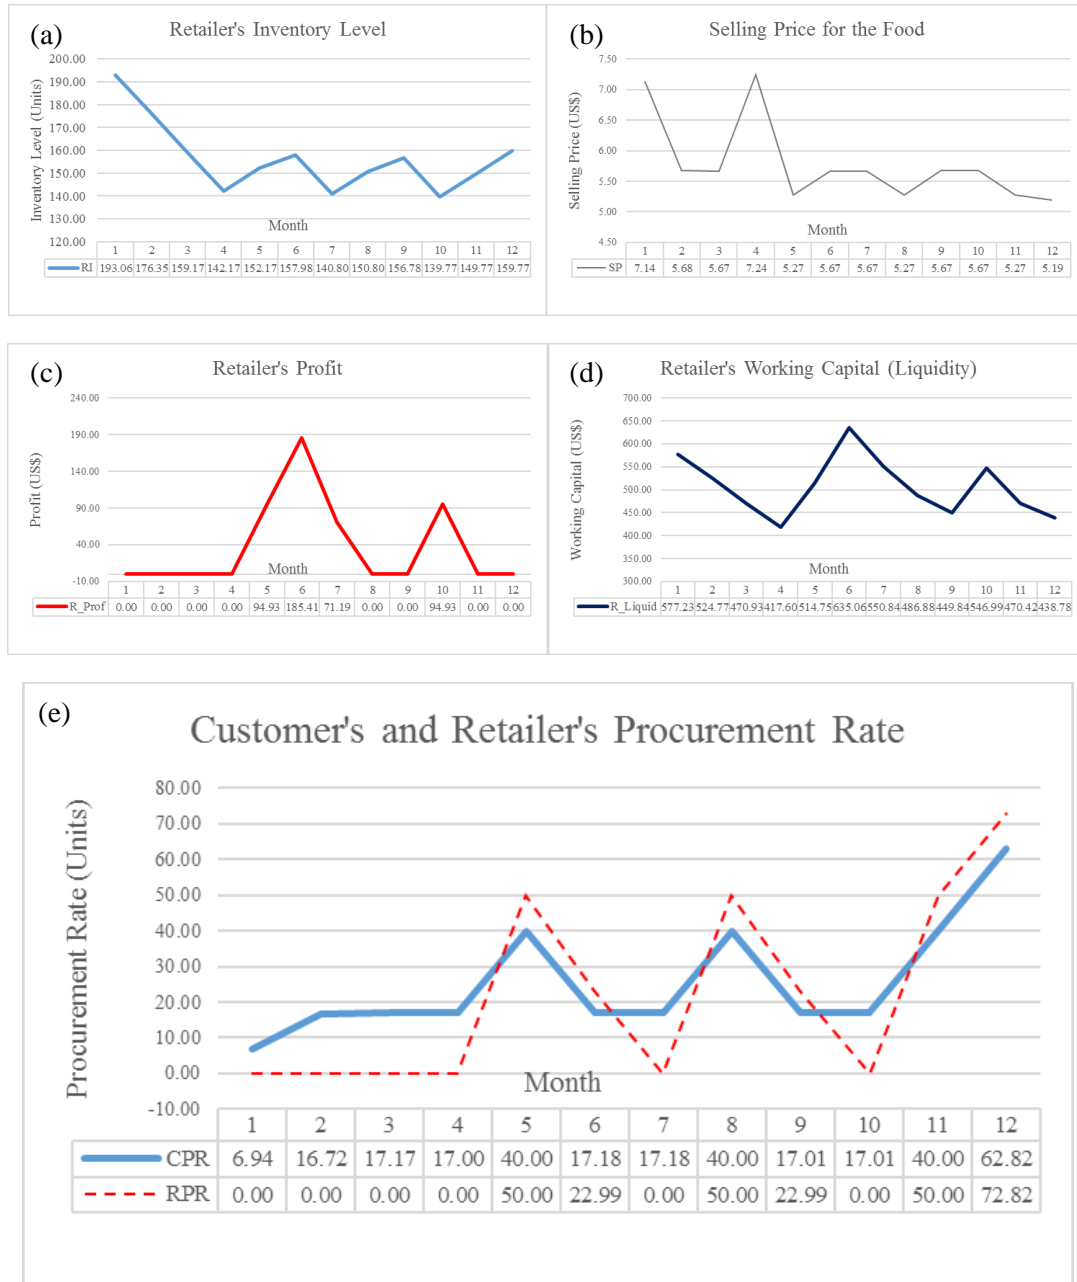 (a)
Retailer's Inventory Level
Inventory Level (Units)
200.00
190.00
180.00
170.00
160.00
150.00
140.00
130.00
120.00
Month
1 2 3 4 5 6 7 8 9 10 11 12
RI 193.06 176.35 159.17 142.17 152.17 157.98 140.80 150.80 156.78 139.77 149.77 159.77
(b)
Selling Price for the Food
Selling Price (US$)
7.50
7.00
6.50
6.00
5.50
5.00
4.50
Month
1 2 3 4 5 6 7 8 9 10 11 12
SP 7.14 5.68 5.67 7.24 5.27 5.67 5.67 5.27 5.67 5.67 5.27 5.19
(c)
Retailer's Profit
Profit (US$)
240.00
190.00
140.00
90.00
40.00
-10.00
Month
1 2 3 4 5 6 7 8 9 10 11 12
R_Prof 0.00 0.00 0.00 0.00 94.93 185.41 71.19 0.00 0.00 94.93 0.00 0.00
(d)
Retailer's Working Capital (Liquidity)
Working Capital (US$)
700.00
650.00
600.00
550.00
500.00
450.00
400.00
350.00
300.00
Month
1 2 3 4 5 6 7 8 9 10 11 12
R_Liquid 577.23 524.77 470.93 417.60 514.75 635.06 550.84 486.88 449.84 546.99 470.42 438.78
(e)
Customer's and Retailer's Procurement Rate
Procurement Rate (Units)
80.00
70.00
60.00
50.00
40.00
30.00
20.00
10.00
0.00
-10.00
Month
1 2 3 4 5 6 7 8 9 10 11 12
CPR 6.94 16.72 17.17 17.00 40.00 17.18 17.18 40.00 17.01 17.01 40.00 62.82
RPR 0.00 0.00 0.00 0.00 50.00 22.99 0.00 50.00 22.99 0.00 50.00 72.82